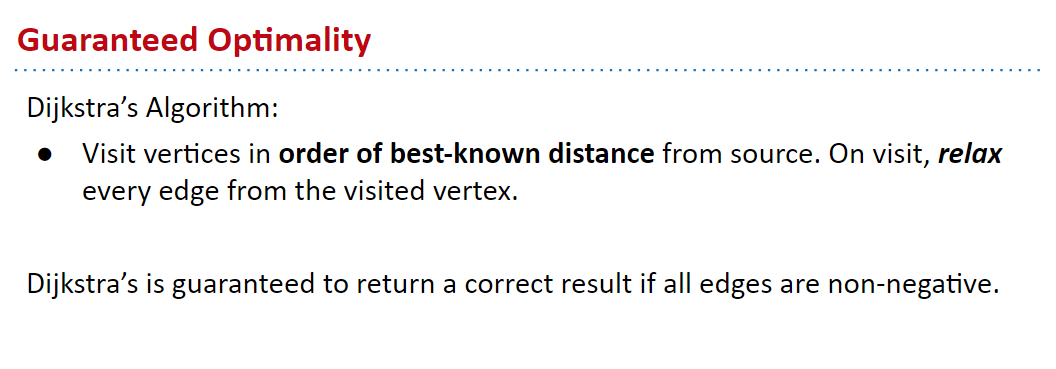 Guaranteed Optimality
Dijkstra’s Algorithm:
● Visit vertices in order of best-known distance from source. On visit, relax
every edge from the visited vertex.
Dijkstra’s is guaranteed to return a correct result if all edges are non-negative.